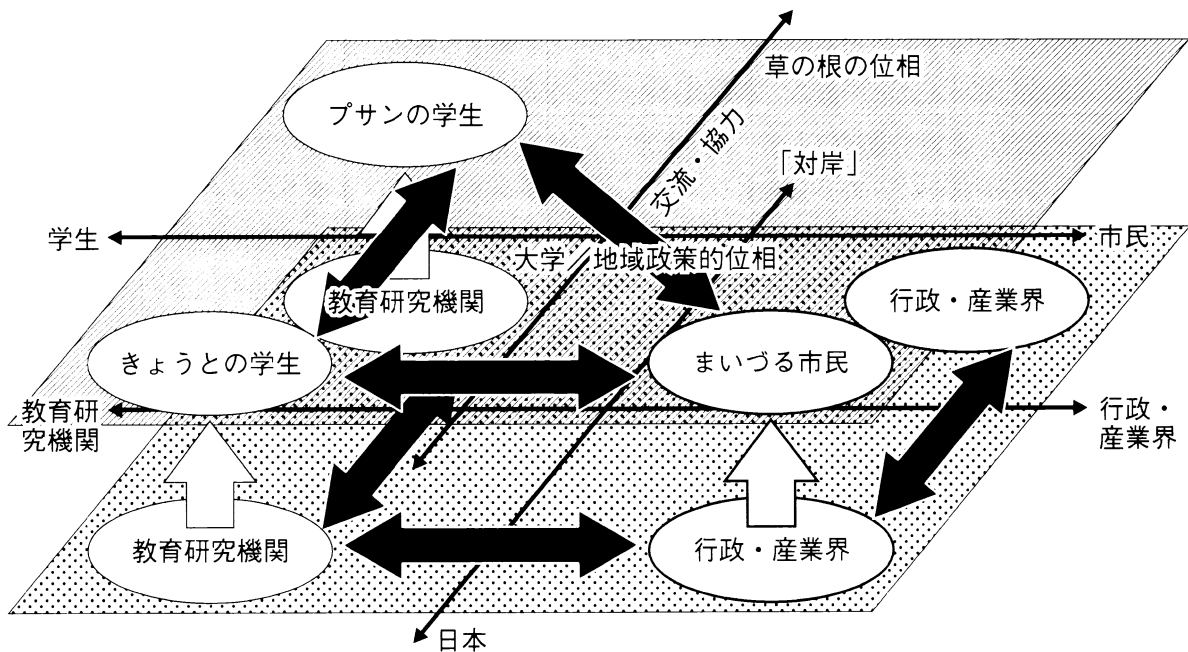 草の根の位相
プサンの学生
交流・協力
「対岸」
学生
市民
大学
地域政策的位相
教育研究機関
行政・産業界
きょうとの学生
まいづる市民
教育研
究機関
行政・
産業界
教育研究機関
行政・産業界
日本